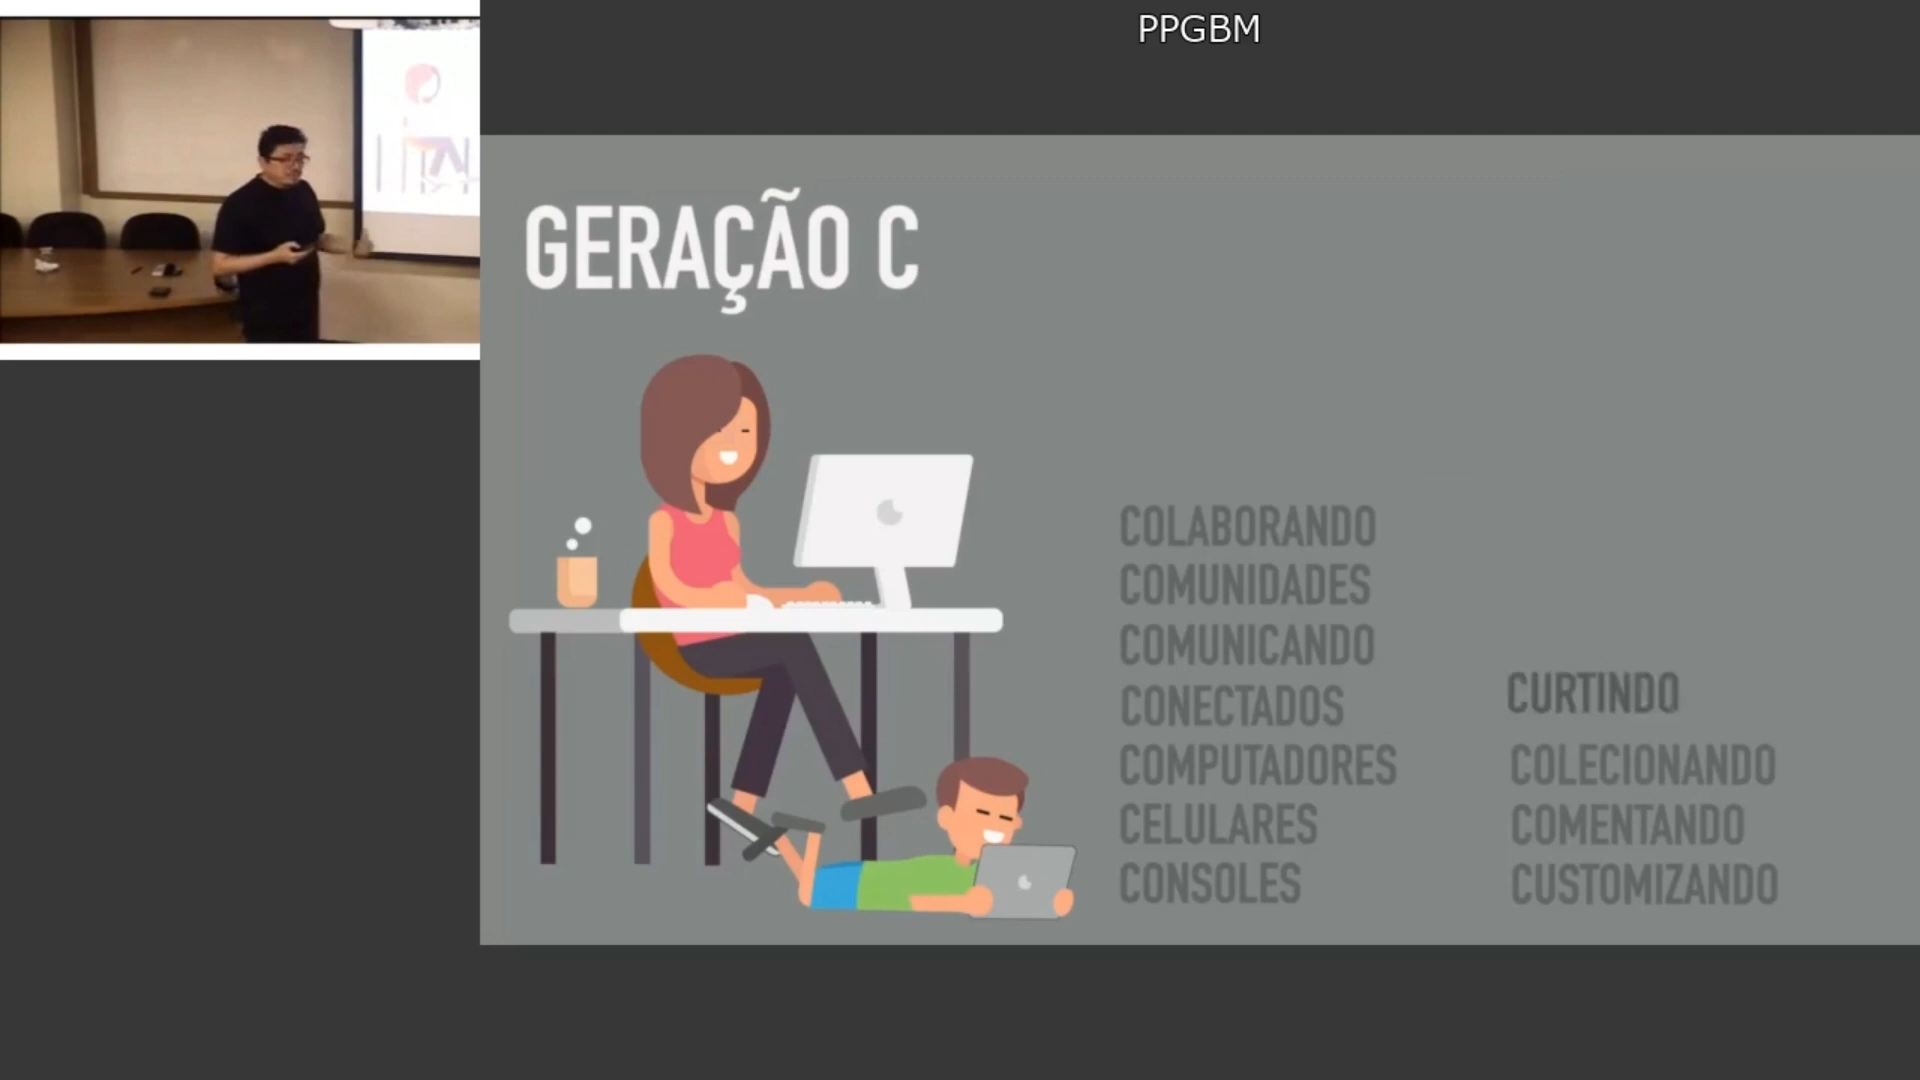 PPGBM
GERAÇÃO C
COLABORANDO
COMUNIDADES
COMUNICANDO
CONECTADOS
COMPUTADORES
CELULARES
CONSOLES
CURTINDO
COLECIONANDO
COMENTANDO
CUSTOMIZANDO